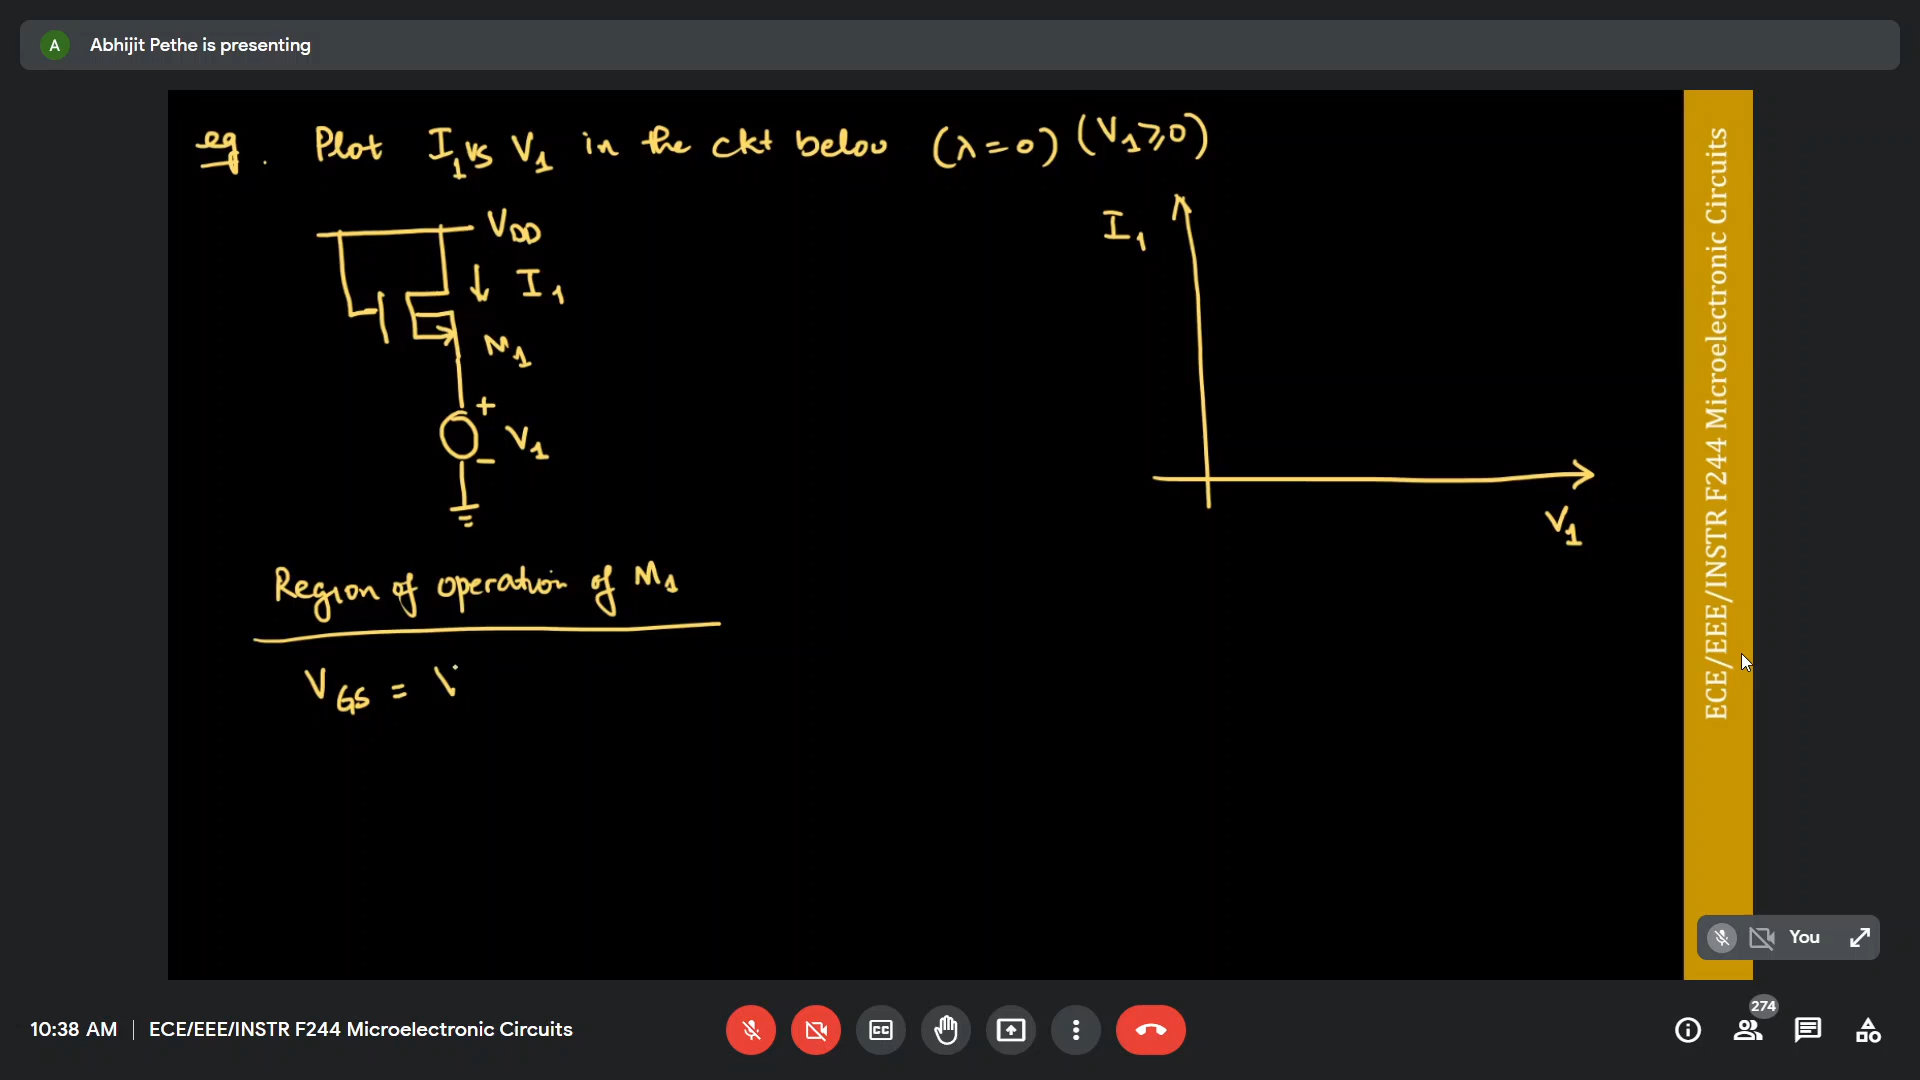 A Abhijit Pethe is presenting
eg. Plot I1 vs V1 in the ckt below (λ=0) (V1≥0)
VDD
I1
M1
+
V1
−
I1
V1
Region of operation of M1
VGS = V
ECE/EEE/INSTR F244 Microelectronic Circuits
You
10:38 AM | ECE/EEE/INSTR F244 Microelectronic Circuits
CC
274